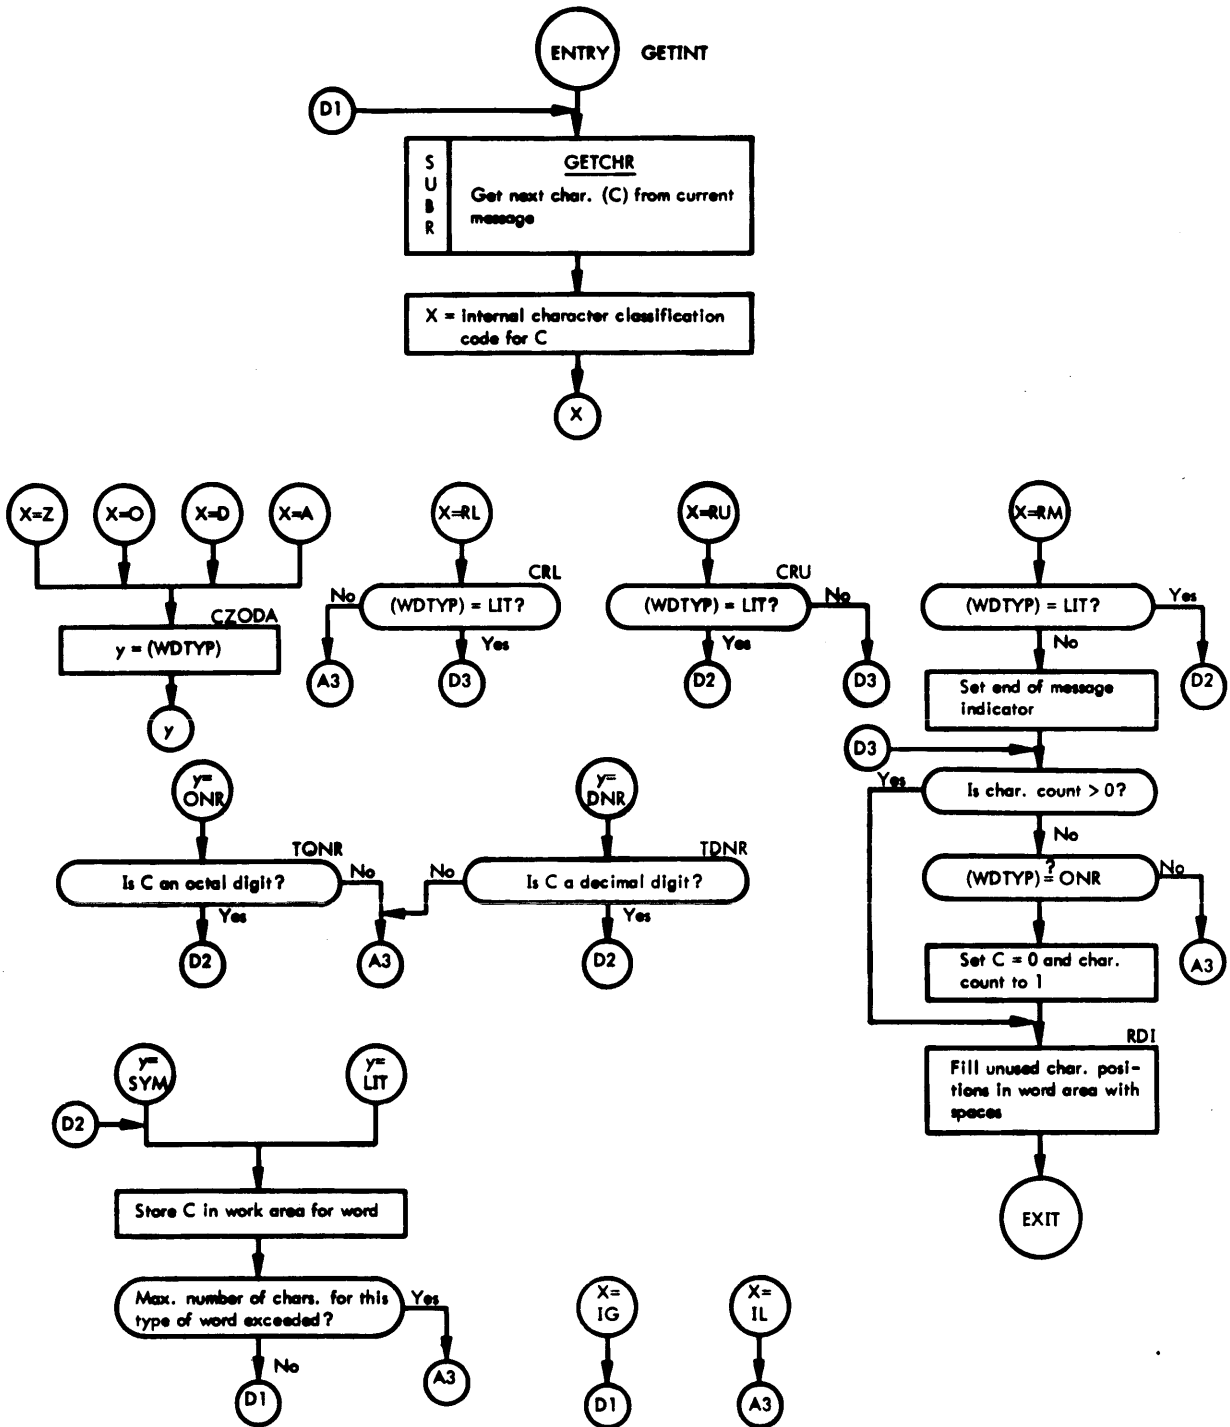 ENTRY GETINT
D1
SUBR
GETCHR
Get next char. (C) from current
message
X = internal character classification
code for C
X
X=Z X=O X=D X=A X=RL X=RU X=RM
CRL
CRU
No
(WDTYP) = LIT?
(WDTYP) = LIT?
No
(WDTYP) = LIT?
Yes
CZODA
y = (WDTYP)
Yes
Yes
No
A3 D3 D2 D3 D2
Set end of message
indicator
y
D3
Yes
y=
ONR
y=
DNR
Is char. count > 0?
No
TONR
TDNR
Is C an octal digit?
No
No
Is C a decimal digit?
(WDTYP) ?= ONR
No
Yes
Yes
D2 A3 D2 A3
Set C = 0 and char.
count to 1
RDI
y=
SYM
y=
LIT
Fill unused char. posi-
tions in word area with
spaces
D2
Store C in work area for word
EXIT
Max. number of chars. for this
type of word exceeded?
Yes
X=
IG
X=
IL
No
A3
D1 D1 A3